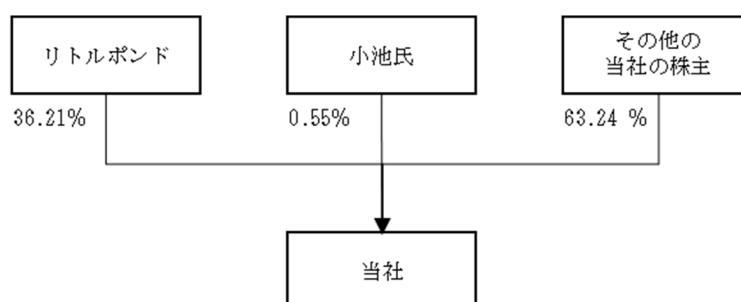 リトルポンド
小池氏
その他の
当社の株主
36.21%
0.55%
63.24 %
当社